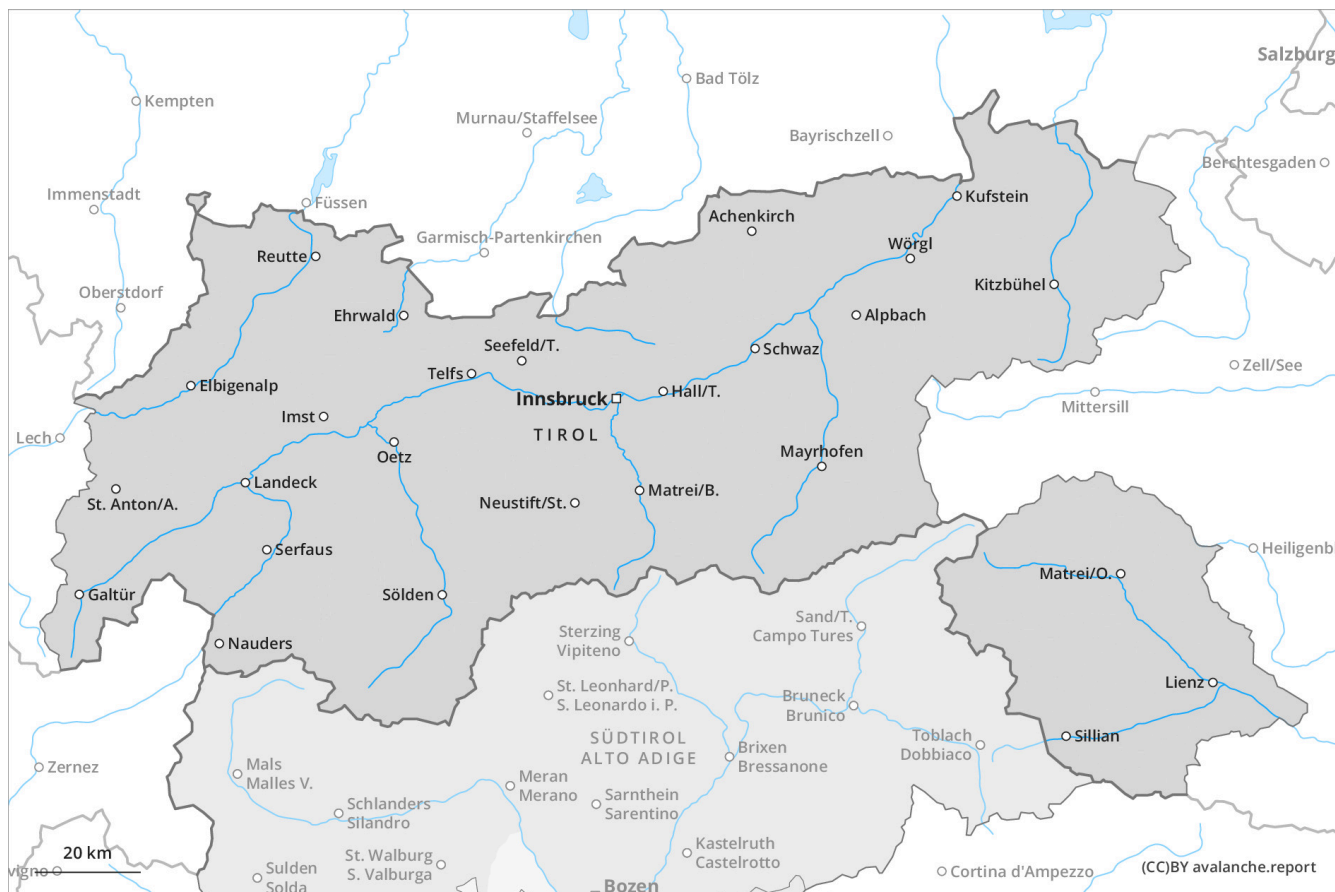 Salzburg
Bad Tölz
Kempten
Murnau/Staffelsee
Bayrischzell
Berchtesgaden
Immenstadt
Füssen
Kufstein
Achenkirch
Garmisch-Partenkirchen
Wörgl
Reutte
Kitzbühel
Oberstdorf
Ehrwald
Alpbach
Seefeld/T.
Schwaz
Zell/See
Telfs
Elbigenalp
Hall/T.
Innsbruck
Mittersill
Imst
TIROL
Lech
Oetz
Mayrhofen
Landeck
Matrei/B.
St. Anton/A.
Neustift/St.
Serfaus
Heiligenb
Matrei/O.
Galtür
Sölden
Sand/T.
Campo Tures
Sterzing
Vipiteno
Nauders
Lienz
St. Leonhard/P.
S. Leonardo i. P.
Bruneck
Brunico
SÜDTIROL
ALTO ADIGE
Toblach
Dobbiaco
Sillian
Brixen
Bressanone
Zernez
Mals
Malles V.
Meran
Merano
Schlanders
Silandro
Sarnthein
Sarentino
Kastelruth
Castelrotto
20 km
St. Walburg
S. Valburga
vigno
Sulden
Solda
Cortina d'Ampezzo
(CC)BY avalanche.report
Bozen